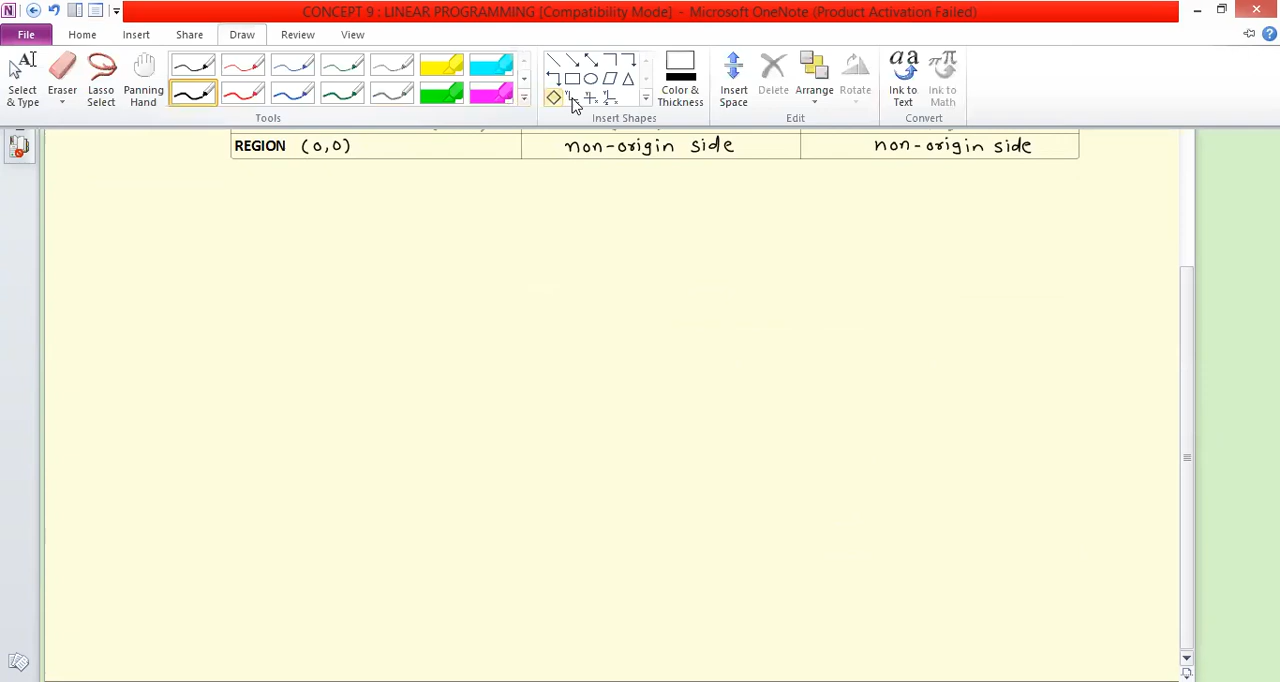 CONCEPT 9 : LINEAR PROGRAMMING [Compatibility Mode] - Microsoft OneNote (Product Activation Failed)
File Home Insert Share Draw Review View
Select & Type
Eraser
Lasso Select
Panning Hand
Color & Thickness
Insert Space
Delete
Arrange
Rotate
Ink to Text
Ink to Math
Tools
Insert Shapes
Edit
Convert
REGION (0,0) non-origin side non-origin side